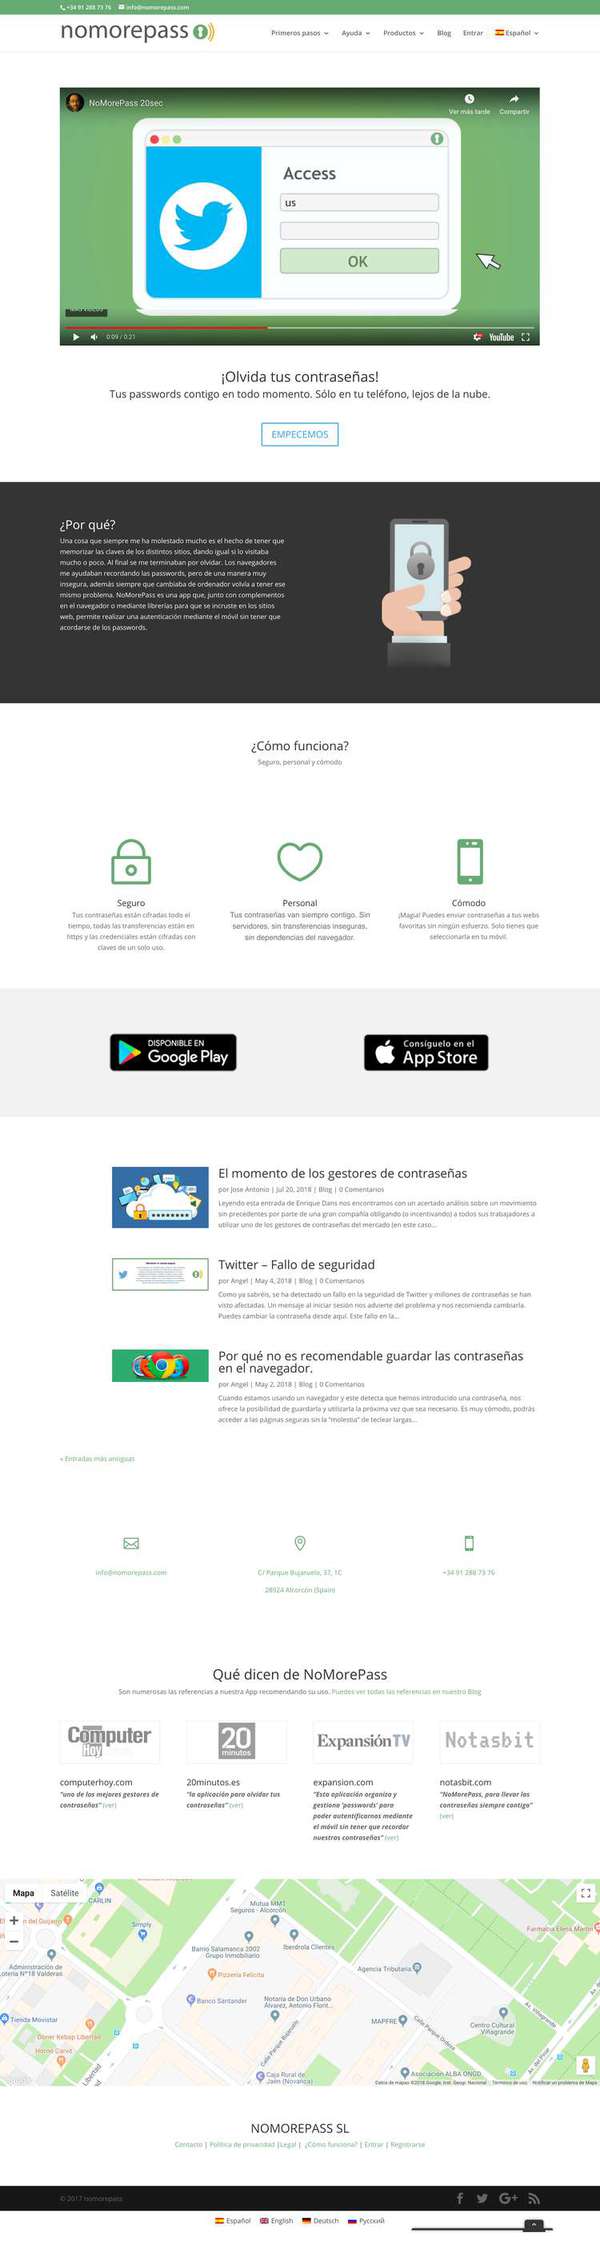 +34 91 288 73 76 info@nomorepass.com
nomorepass
Primeros pasos Ayuda Productos Blog Entrar Español
NoMorePass 20sec
Ver más tarde Compartir
Access
us
OK
0:09 / 0:21
YouTube
¡Olvida tus contraseñas!
Tus passwords contigo en todo momento. Sólo en tu teléfono, lejos de la nube.
EMPECEMOS
¿Por qué?
Una cosa que siempre me ha molestado mucho es el hecho de tener que
memorizar las claves de los distintos sitios, dando igual si lo visitaba
mucho o poco. Al final se me terminaban por olvidar. Los navegadores
me ayudaban recordando las passwords, pero de una manera muy
insegura, además siempre que cambiaba de ordenador volvía a tener ese
mismo problema. NoMorePass es una app que, junto con complementos
en el navegador o mediante librerías para que se incruste en los sitios
web, permite realizar una autenticación mediante el móvil sin tener que
acordarse de los passwords.
¿Cómo funciona?
Seguro, personal y cómodo
Seguro
Tus contraseñas están cifradas todo el
tiempo, todas las transferencias están en
https y las credenciales están cifradas con
claves de un solo uso.
Personal
Tus contraseñas van siempre contigo. Sin
servidores, sin transferencias inseguras,
sin dependencias del navegador.
Cómodo
¡Magia! Puedes enviar contraseñas a tus webs
favoritas sin ningún esfuerzo. Solo tienes que
seleccionarla en tu móvil.
DISPONIBLE EN
Google Play
Consíguelo en el
App Store
El momento de los gestores de contraseñas
por Jose Antonio | Jul 20, 2018 | Blog | 0 Comentarios
Leyendo esta entrada de Enrique Dans nos encontramos con un acertado análisis sobre un movimiento
sin precedentes por parte de una gran compañía obligando (o incentivando) a todos sus trabajadores a
utilizar uno de los gestores de contraseñas del mercado (en este caso...
Twitter – Fallo de seguridad
por Angel | May 4, 2018 | Blog | 0 Comentarios
Como ya sabréis, se ha detectado un fallo en la seguridad de Twitter y millones de contraseñas se han
visto afectadas. Un mensaje al iniciar sesión nos advierte del problema y nos recomienda cambiarla.
Puedes cambiar la contraseña desde aquí. Este fallo en la...
Por qué no es recomendable guardar las contraseñas
en el navegador.
por Angel | May 2, 2018 | Blog | 0 Comentarios
Cuando estamos usando un navegador y este detecta que hemos introducido una contraseña, nos
ofrece la posibilidad de guardarla y utilizarla la próxima vez que sea necesario. Es muy cómodo, podrás
acceder a las páginas seguras sin la "molestia" de teclear largas...
« Entradas más antiguas
info@nomorepass.com
C/ Parque Bujaruelo, 37, 1C
28924 Alcorcón (Spain)
+34 91 288 73 76
Qué dicen de NoMorePass
Son numerosas las referencias a nuestra App recomendando su uso. Puedes ver todas las referencias en nuestro Blog
Computer
Hoy
20
minutos
Expansión TV
Notasbit
computerhoy.com
"uno de los mejores gestores de
contraseñas" (ver)
20minutos.es
"la aplicación para olvidar tus
contraseñas" (ver)
expansion.com
"Esta aplicación organiza y
gestiona 'passwords' para
poder autentificarnos mediante
el móvil sin tener que recordar
nuestras contraseñas" (ver)
notasbit.com
"NoMorePass, para llevar las
contraseñas siempre contigo"
(ver)
Mapa Satélite
CARLIN
Simply
Mutua MMT
Seguros - Alcorcón
Farmacia Elena Martín
Barrio Salamanca 2002
Grupo Inmobiliario
Iberdrola Clientes
Administración de
Lotería N°18 Valderas
Pizzeria Felicita
Agencia Tributaria
Banco Santander
Notaría de Don Urbano
Álvarez, Antonio Florit...
Tienda Movistar
MAPFRE
Centro Cultural
Viñagrande
Döner Kebap Libertad
Horno Carvó
Calle Parque Bujaruelo
Calle Parque Ordesa
Av. Viñagrande
Av. del Pinar
Libertad
Caja Rural de
Jaén (Novanca)
Asociación ALBA ONGD
Datos de mapas ©2018 Google, Inst. Geogr. Nacional Términos de uso Notificar un problema de Maps
NOMOREPASS SL
Contacto | Política de privacidad |Legal | ¿Cómo funciona? | Entrar | Registrarse
© 2017 nomorepass
Español English Deutsch Русский